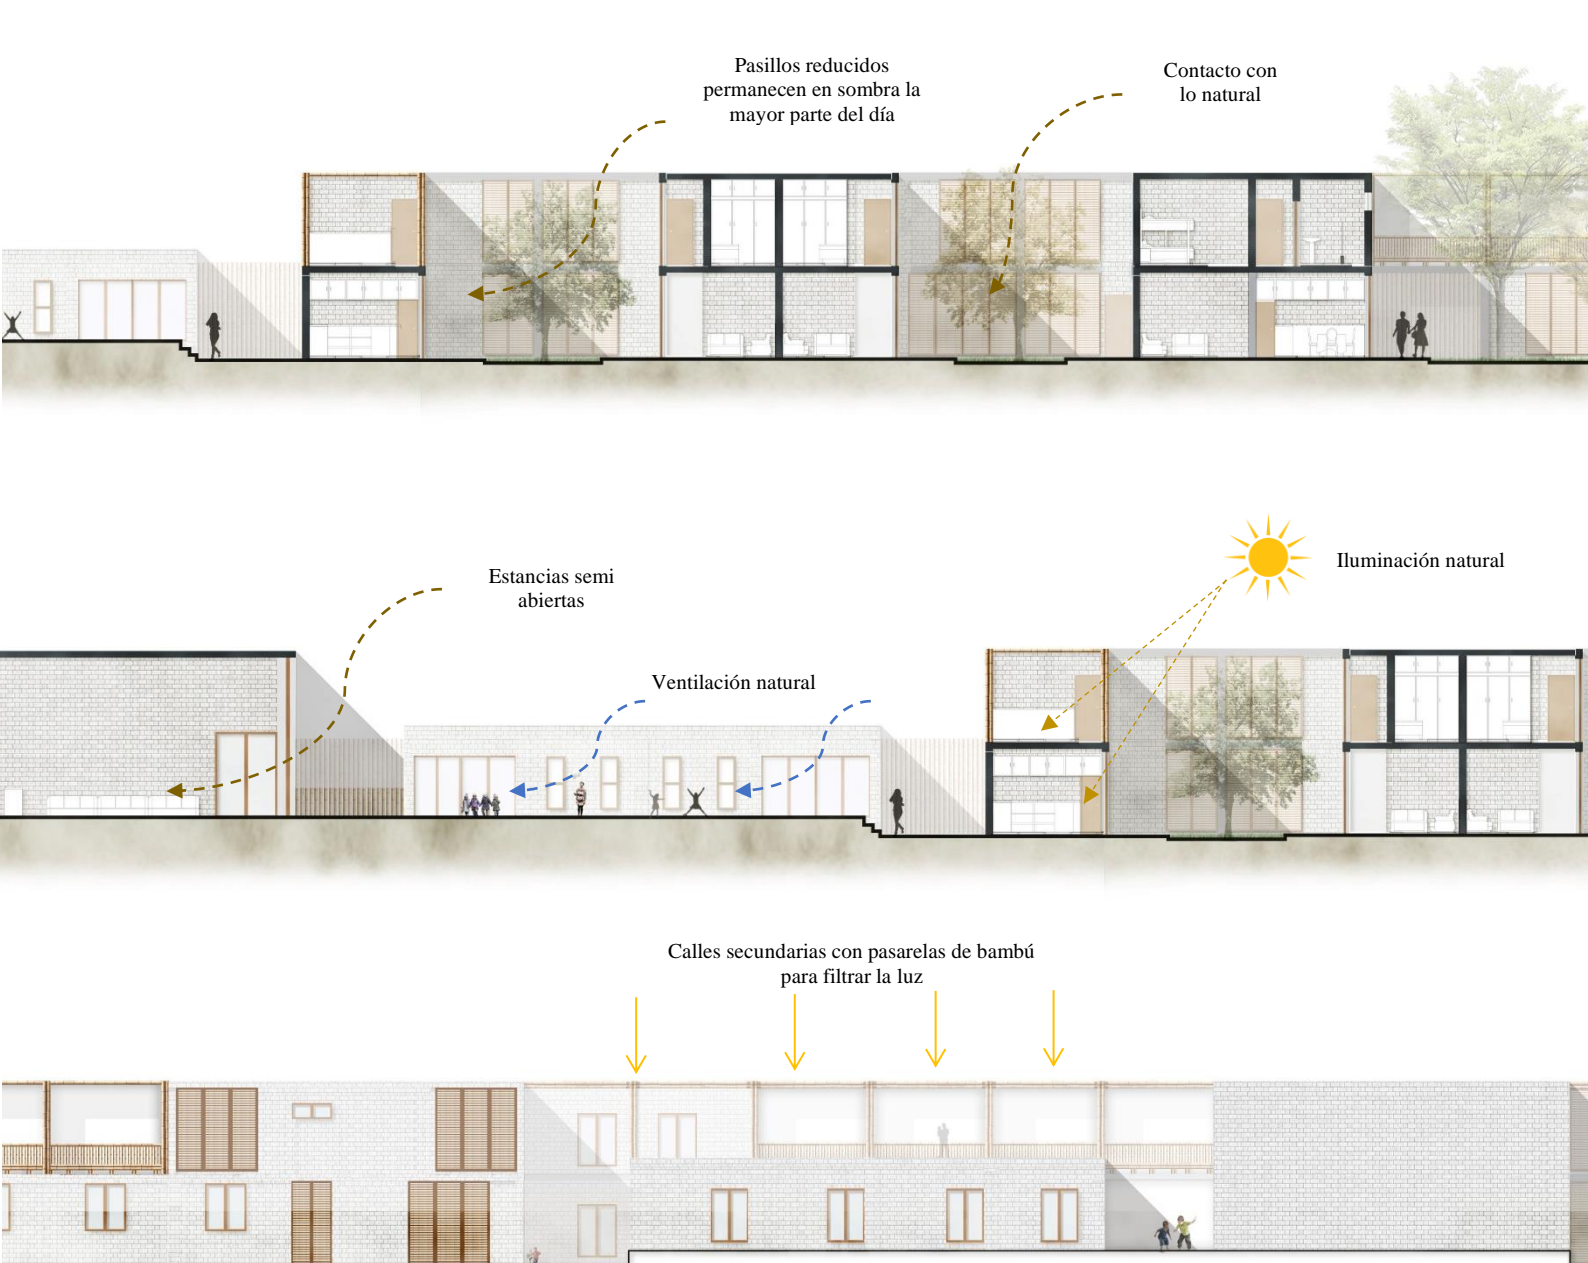 Pasillos reducidos
permanecen en sombra la
mayor parte del día
Contacto con
lo natural
Estancias semi
abiertas
Ventilación natural
Iluminación natural
Calles secundarias con pasarelas de bambú
para filtrar la luz